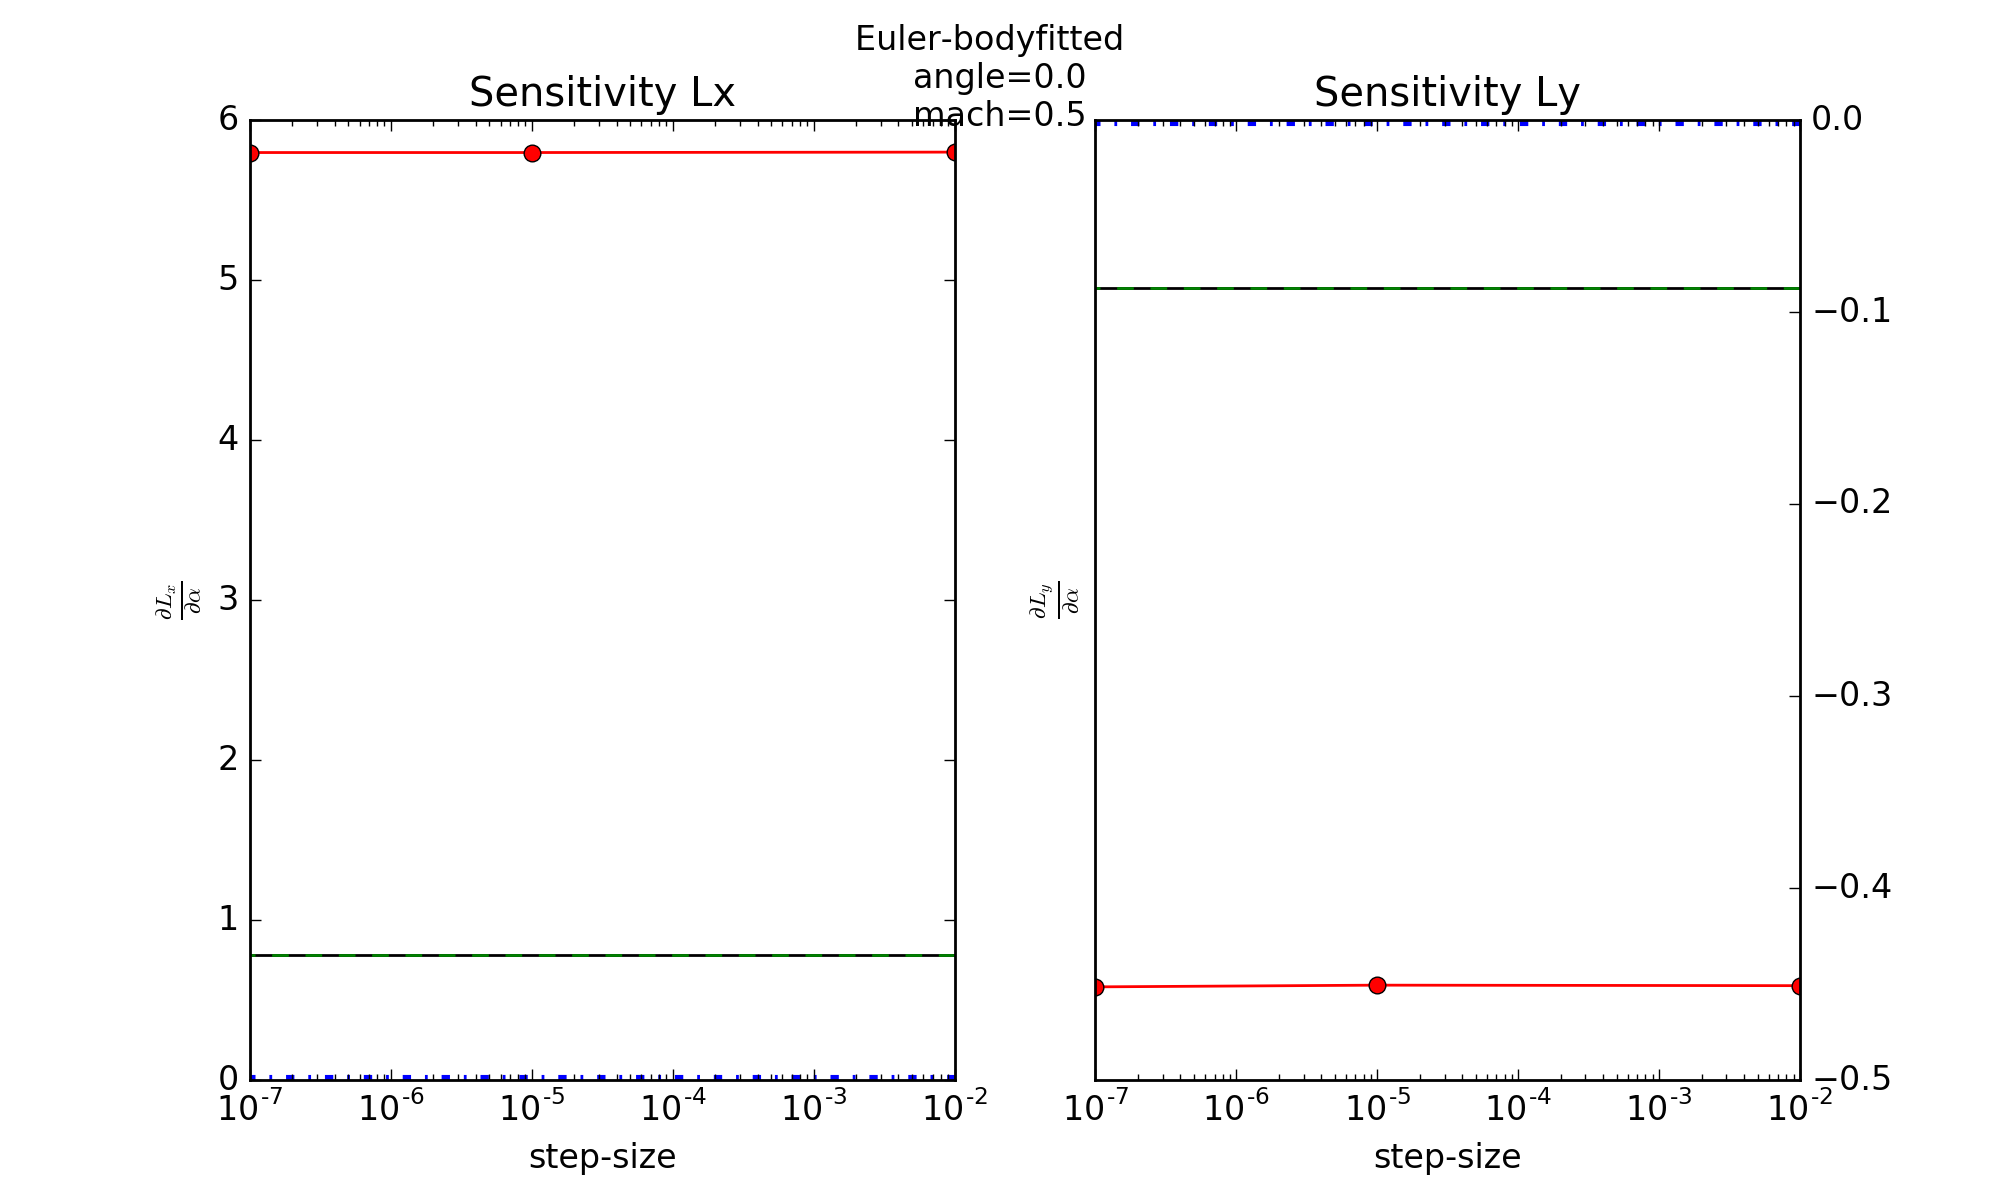 Euler-bodyfitted
angle=0.0
mach=0.5
Sensitivity Lx
6
5
4
3
2
1
0
∂Lₓ/∂α
10⁻⁷ 10⁻⁶ 10⁻⁵ 10⁻⁴ 10⁻³ 10⁻²
step-size
Sensitivity Ly
0.0
−0.1
−0.2
−0.3
−0.4
−0.5
∂L_y/∂α
10⁻⁷ 10⁻⁶ 10⁻⁵ 10⁻⁴ 10⁻³ 10⁻²
step-size